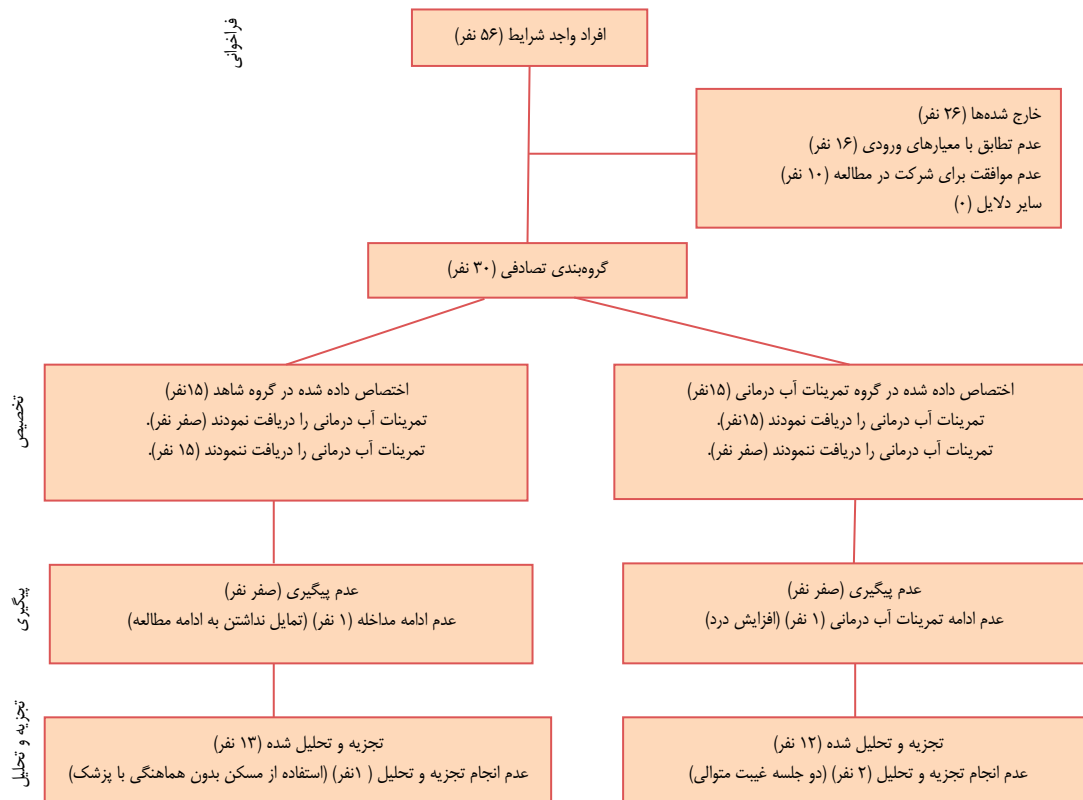 فراخوانی
افراد واجد شرایط (۵۶ نفر)
خارج شده‌ها (۲۶ نفر)
عدم تطابق با معیارهای ورودی (۱۶ نفر)
عدم موافقت برای شرکت در مطالعه (۱۰ نفر)
سایر دلایل (۰)
گروه‌بندی تصادفی (۳۰ نفر)
تخصیص
اختصاص داده شده در گروه تمرینات آب درمانی (۱۵نفر)
تمرینات آب درمانی را دریافت نمودند (۱۵نفر).
تمرینات آب درمانی را دریافت ننمودند (صفر نفر).
اختصاص داده شده در گروه شاهد (۱۵نفر)
تمرینات آب درمانی را دریافت نمودند (صفر نفر).
تمرینات آب درمانی را دریافت ننمودند (۱۵ نفر).
پیگیری
عدم پیگیری (صفر نفر)
عدم ادامه تمرینات آب درمانی (۱ نفر) (افزایش درد)
عدم پیگیری (صفر نفر)
عدم ادامه مداخله (۱ نفر) (تمایل نداشتن به ادامه مطالعه)
تجزیه و تحلیل
تجزیه و تحلیل شده (۱۲ نفر)
عدم انجام تجزیه و تحلیل (۲ نفر) (دو جلسه غیبت متوالی)
تجزیه و تحلیل شده (۱۳ نفر)
عدم انجام تجزیه و تحلیل ( ۱نفر) (استفاده از مسکن بدون هماهنگی با پزشک)